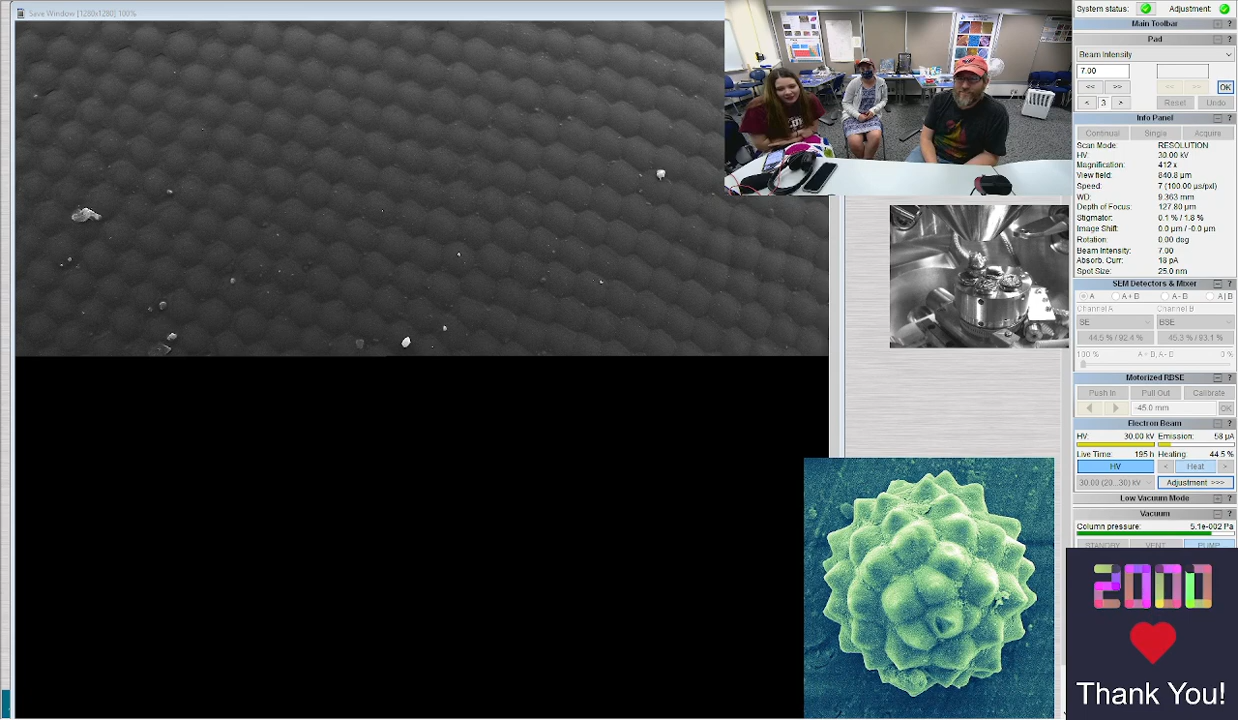 Save Window [1280x1280] 100%
System status: Adjustment:
Main Toolbar
Pad
Beam Intensity
7.00
<< >> << >> OK
< 3 > Reset Undo
Info Panel
Continual Single Acquire
Scan Mode: RESOLUTION
HV: 30.00 kV
Magnification: 412 x
View field: 840.8 µm
Speed: 7 (100.00 µs/pxl)
WD: 9.363 mm
Depth of Focus: 127.80 µm
Stigmator: 0.1 % / 1.8 %
Image Shift: 0.0 µm / -0.0 µm
Rotation: 0.00 deg
Beam Intensity: 7.00
Absorb. Curr: 18 pA
Spot Size: 25.0 nm
SEM Detectors & Mixer
A A + B A - B A | B
Channel A Channel B
SE BSE
44.5 % / 92.4 % 45.3 % / 93.1 %
100 % A + B, A - B 0 %
Motorized RBSE
Push In Pull Out Calibrate
-45.0 mm OK
Electron Beam
HV: 30.00 kV Emission: 58 µA
Live Time: 195 h Heating: 44.5 %
HV < Heat >
30.00 (20...30) kV Adjustment >>>
Low Vacuum Mode
Vacuum
Column pressure: 5.1e-002 Pa
STANDBY VENT PUMP
2000
Thank You!